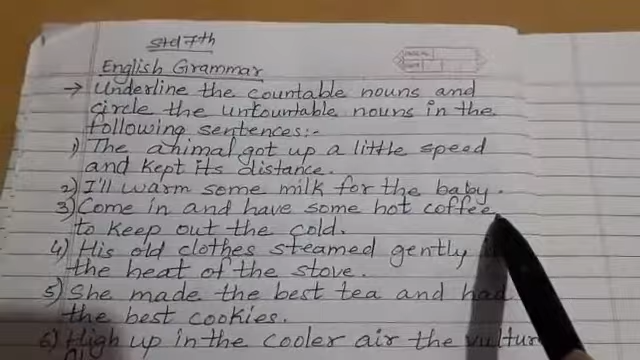 std 7th
English Grammar
→ Underline the countable nouns and
circle the untountable nouns in the
following sentences:-
1) The animal got up a little speed
and kept its distance.
2) I'll warm some milk for the baby.
3) Come in and have some hot coffee
to keep out the cold.
4) His old clothes steamed gently
the heat of the stove.
5) She made the best tea and had
the best cookies.
6) High up in the cooler air the vultur